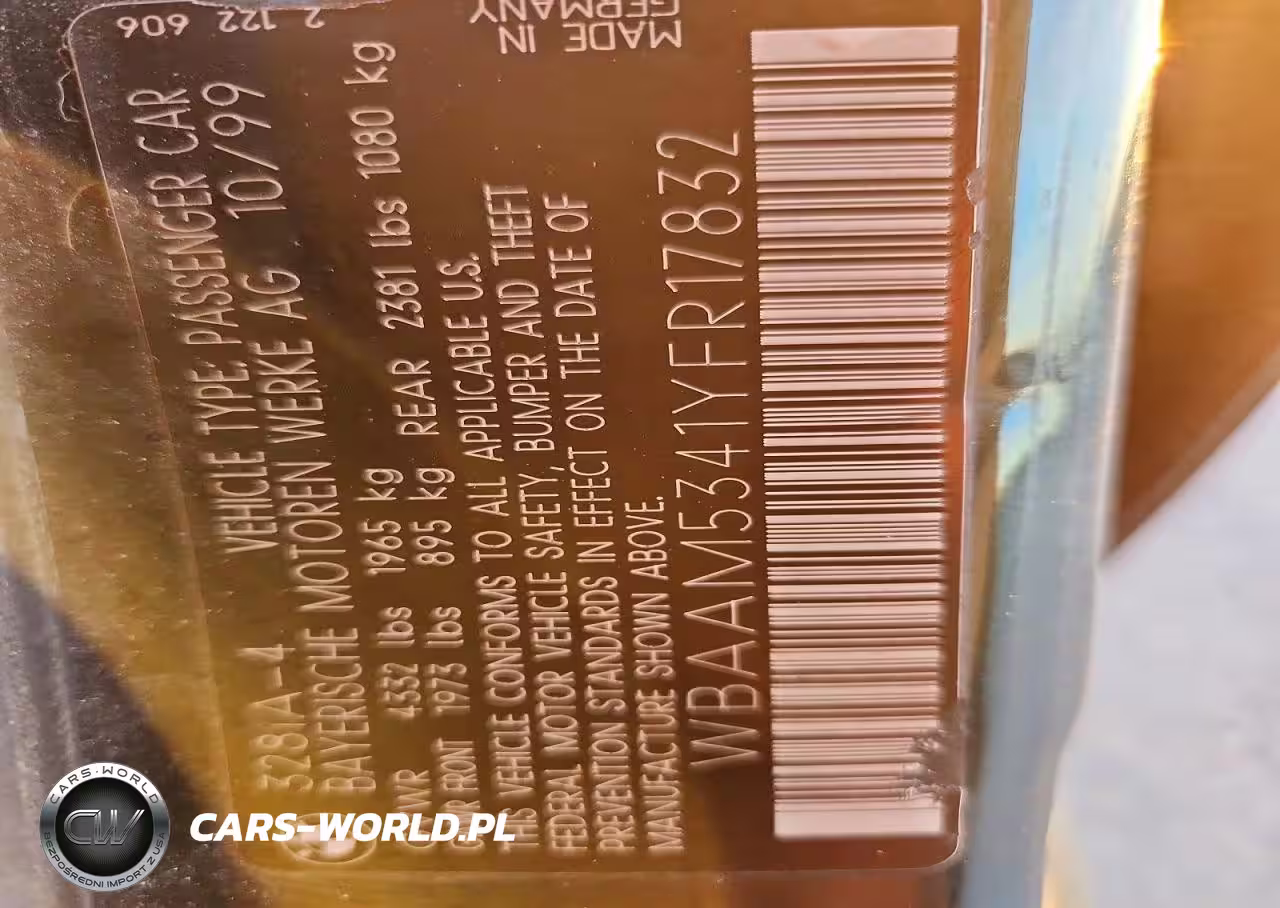 328IA-4 VEHICLE TYPE: PASSENGER CAR
BAYERISCHE MOTOREN WERKE AG 10/99
GVWR 4332 lbs 1965 kg
GAWR FRONT 1973 lbs 895 kg REAR 2381 lbs 1080 kg
THIS VEHICLE CONFORMS TO ALL APPLICABLE U.S.
FEDERAL MOTOR VEHICLE SAFETY, BUMPER AND THEFT
PREVENTION STANDARDS IN EFFECT ON THE DATE OF
MANUFACTURE SHOWN ABOVE.
WBAAM5341YFR17832
MADE IN
GERMANY
2 122 606
CARS-WORLD
CW
BEZPOŚREDNI IMPORT Z USA
CARS-WORLD.PL